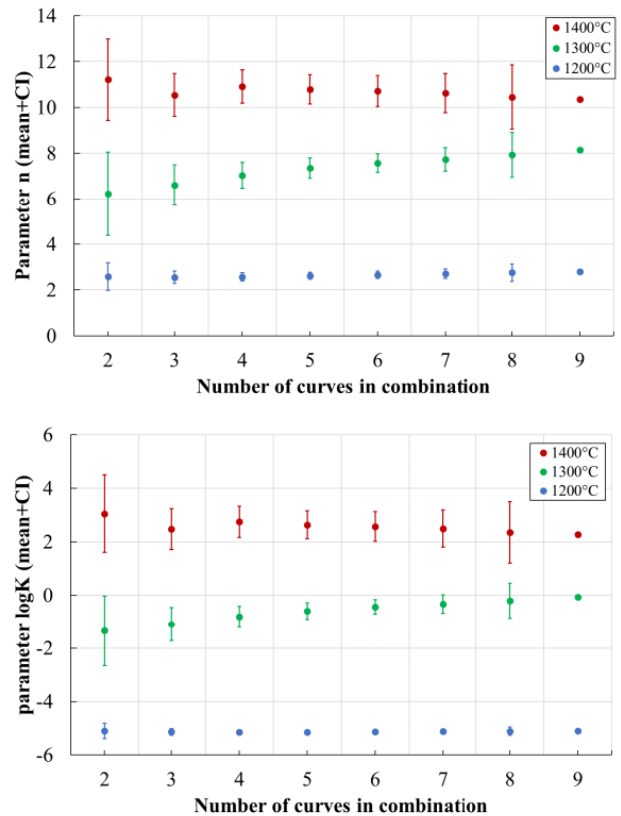 14
12
10
8
6
4
2
0
Parameter n (mean+CI)
1400°C
1300°C
1200°C
2 3 4 5 6 7 8 9
Number of curves in combination
6
4
2
0
-2
-4
-6
parameter logK (mean+CI)
1400°C
1300°C
1200°C
2 3 4 5 6 7 8 9
Number of curves in combination